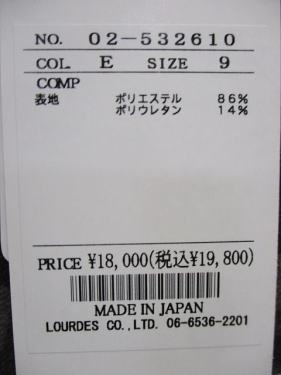 NO. 02-532610
COL E SIZE 9
COMP
表地 ポリエステル 86%
ポリウレタン 14%
PRICE ¥18,000(税込¥19,800)
MADE IN JAPAN
LOURDES CO.,LTD. 06-6536-2201